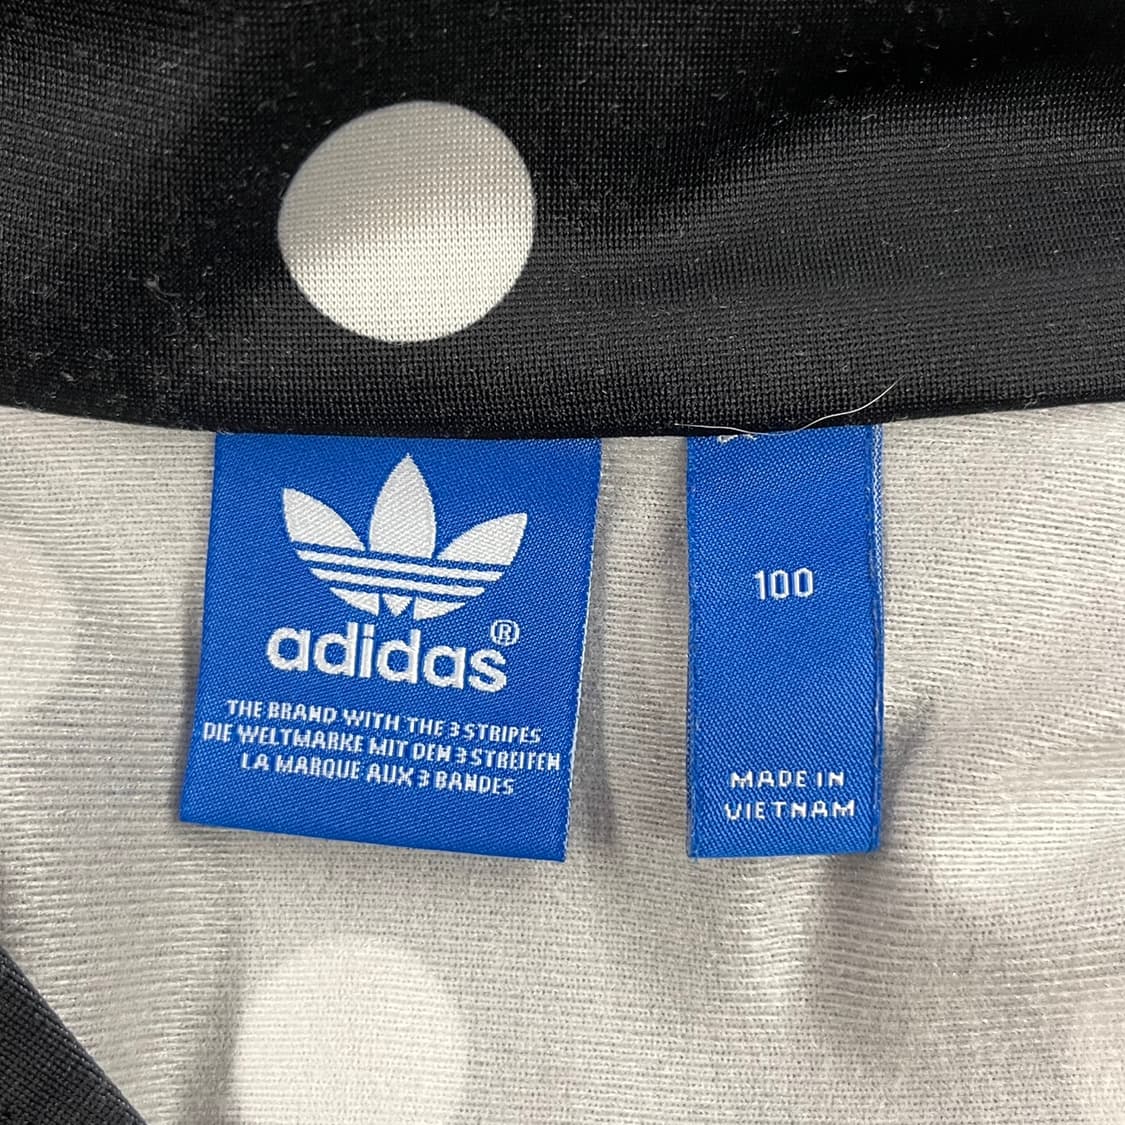 adidas®
THE BRAND WITH THE 3 STRIPES
DIE WELTMARKE MIT DEN 3 STREIFEN
LA MARQUE AUX 3 BANDES
100
MADE IN
VIETNAM